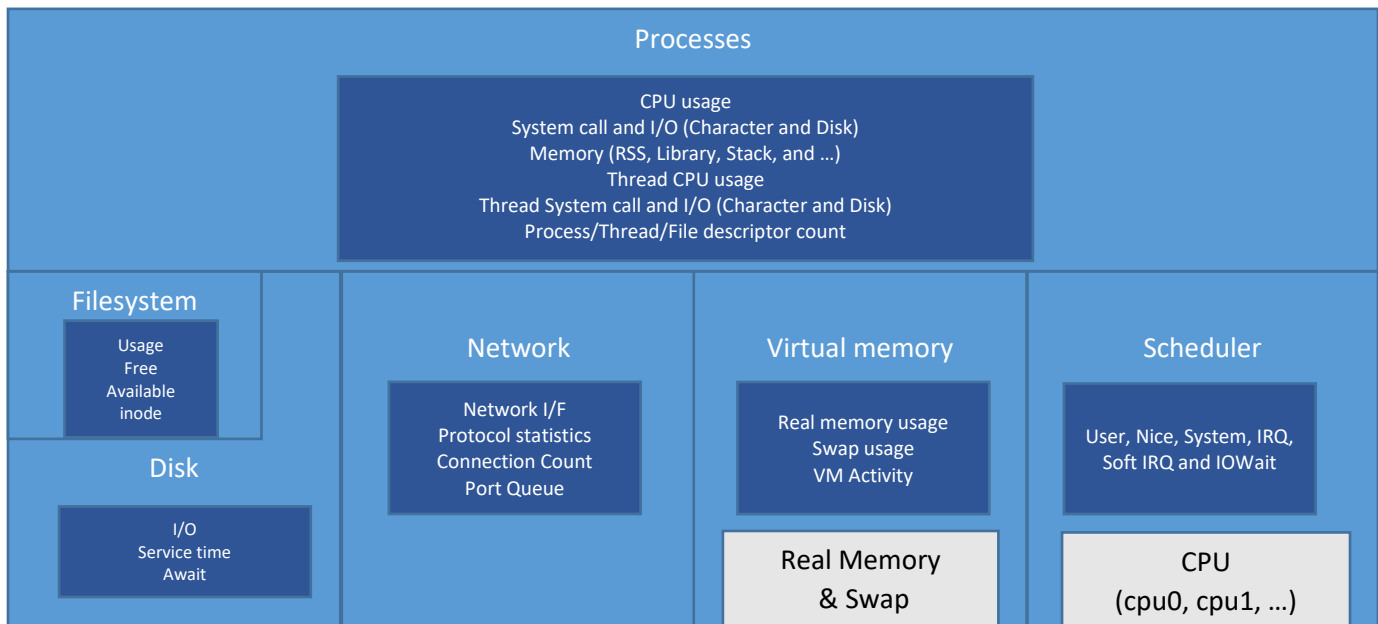 Processes
CPU usage
System call and I/O (Character and Disk)
Memory (RSS, Library, Stack, and …)
Thread CPU usage
Thread System call and I/O (Character and Disk)
Process/Thread/File descriptor count
Filesystem
Usage
Free
Available
inode
Disk
I/O
Service time
Await
Network
Network I/F
Protocol statistics
Connection Count
Port Queue
Virtual memory
Real memory usage
Swap usage
VM Activity
Real Memory
& Swap
Scheduler
User, Nice, System, IRQ,
Soft IRQ and IOWait
CPU
(cpu0, cpu1, …)